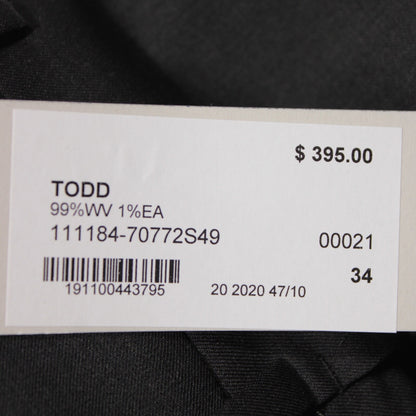 $ 395.00
TODD
99%WV 1%EA
111184-70772S49 00021
34
191100443795 20 2020 47/10